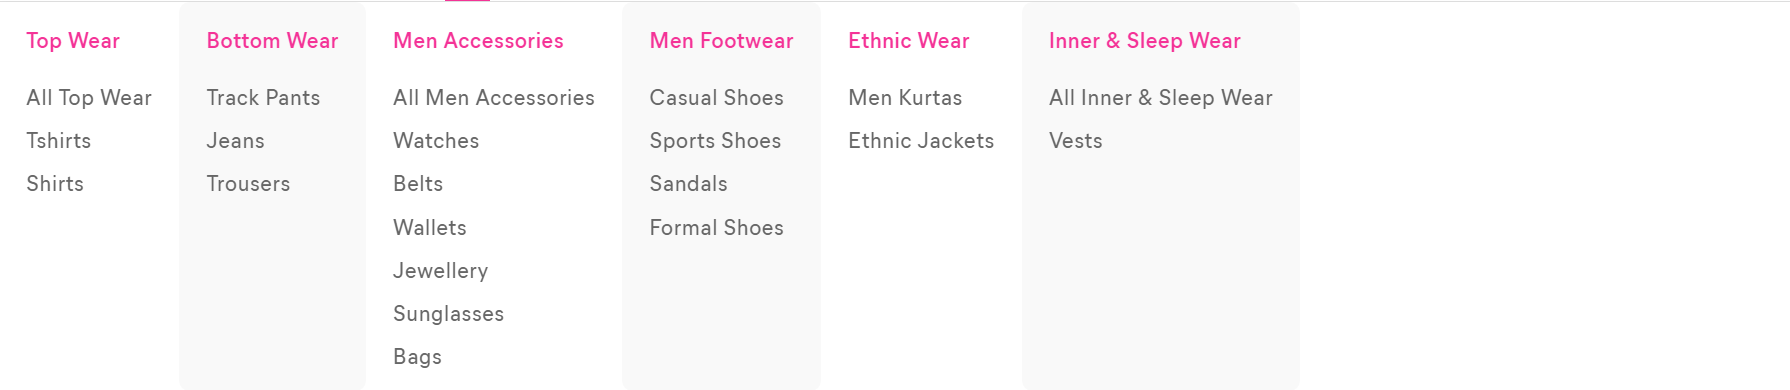 Top Wear
All Top Wear
Tshirts
Shirts
Bottom Wear
Track Pants
Jeans
Trousers
Men Accessories
All Men Accessories
Watches
Belts
Wallets
Jewellery
Sunglasses
Bags
Men Footwear
Casual Shoes
Sports Shoes
Sandals
Formal Shoes
Ethnic Wear
Men Kurtas
Ethnic Jackets
Inner & Sleep Wear
All Inner & Sleep Wear
Vests